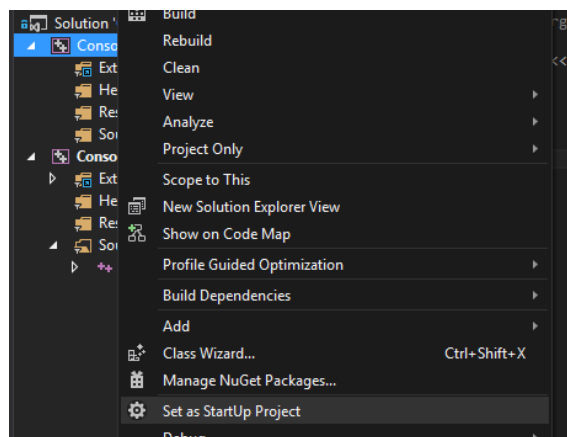 Solution '
Build
Conso
Rebuild
Ext
Clean
He
View
Res
Analyze
Sou
Project Only
Conso
Ext
Scope to This
He
New Solution Explorer View
Res
Show on Code Map
Sou
Profile Guided Optimization
Build Dependencies
Add
Class Wizard... Ctrl+Shift+X
Manage NuGet Packages...
Set as StartUp Project
Debug